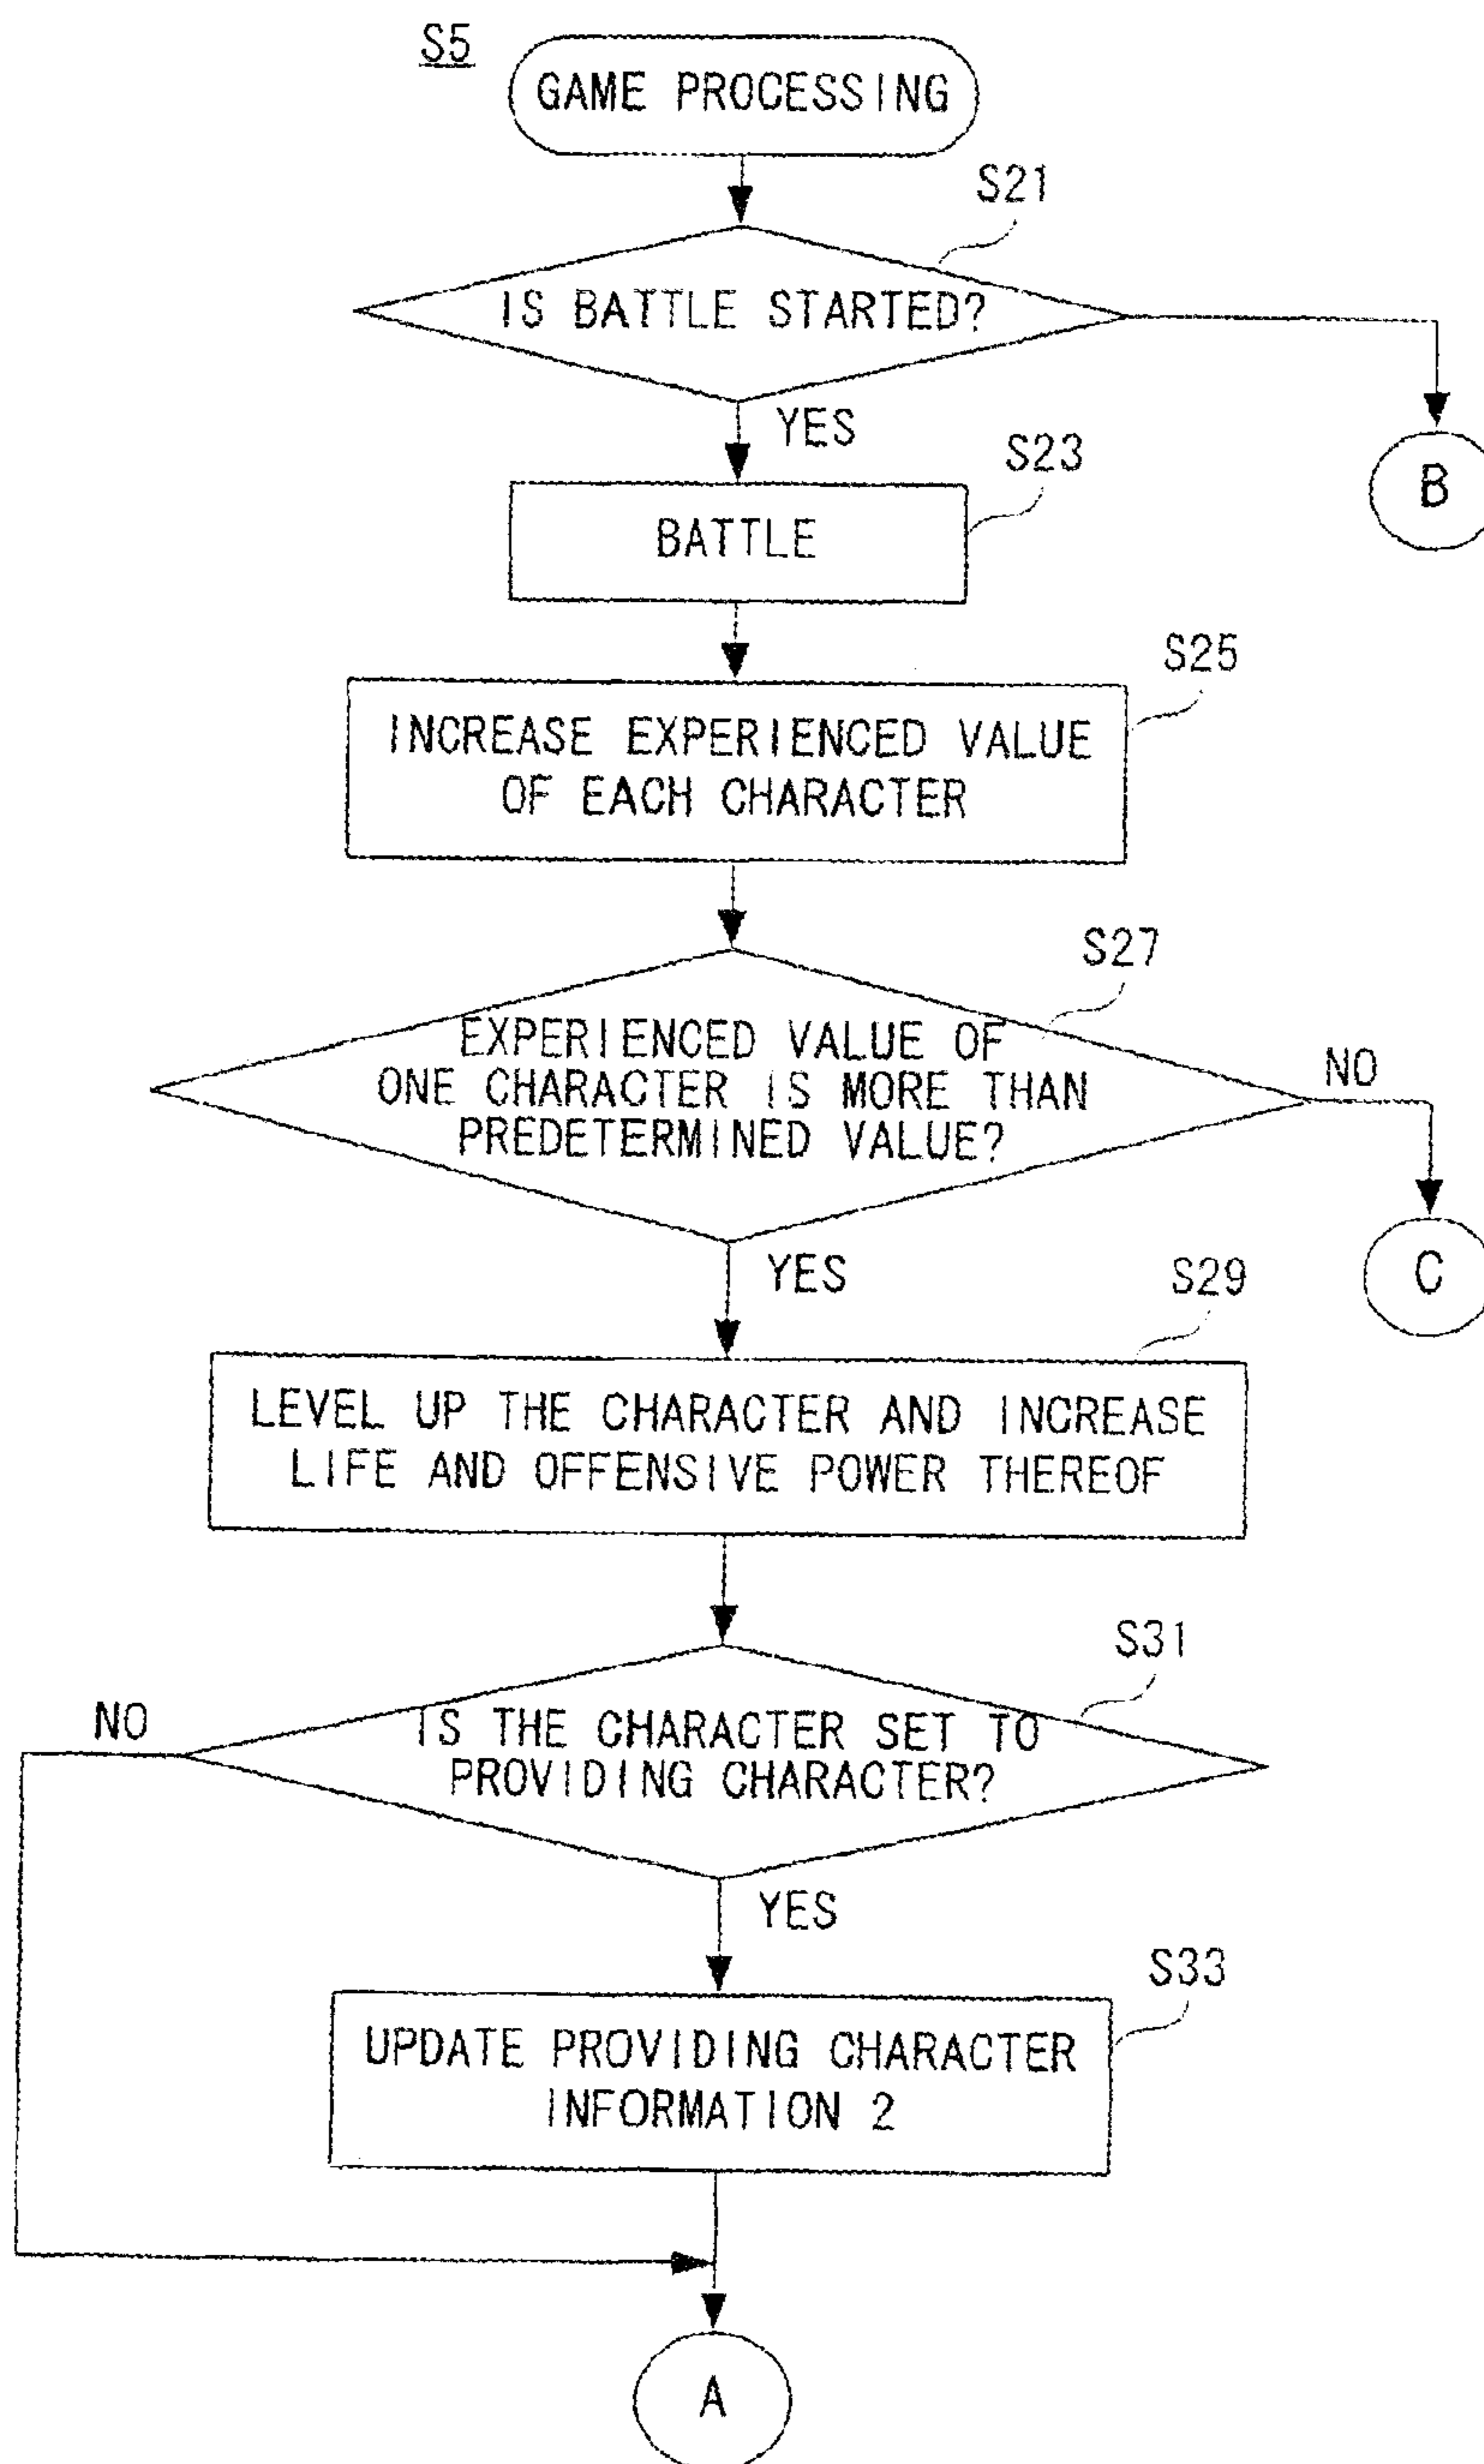 S5
GAME PROCESSING
S21
IS BATTLE STARTED?
YES
B
S23
BATTLE
S25
INCREASE EXPERIENCED VALUE
OF EACH CHARACTER
S27
EXPERIENCED VALUE OF
ONE CHARACTER IS MORE THAN
PREDETERMINED VALUE?
NO
YES
C
S29
LEVEL UP THE CHARACTER AND INCREASE
LIFE AND OFFENSIVE POWER THEREOF
S31
NO
IS THE CHARACTER SET TO
PROVIDING CHARACTER?
YES
S33
UPDATE PROVIDING CHARACTER
INFORMATION 2
A